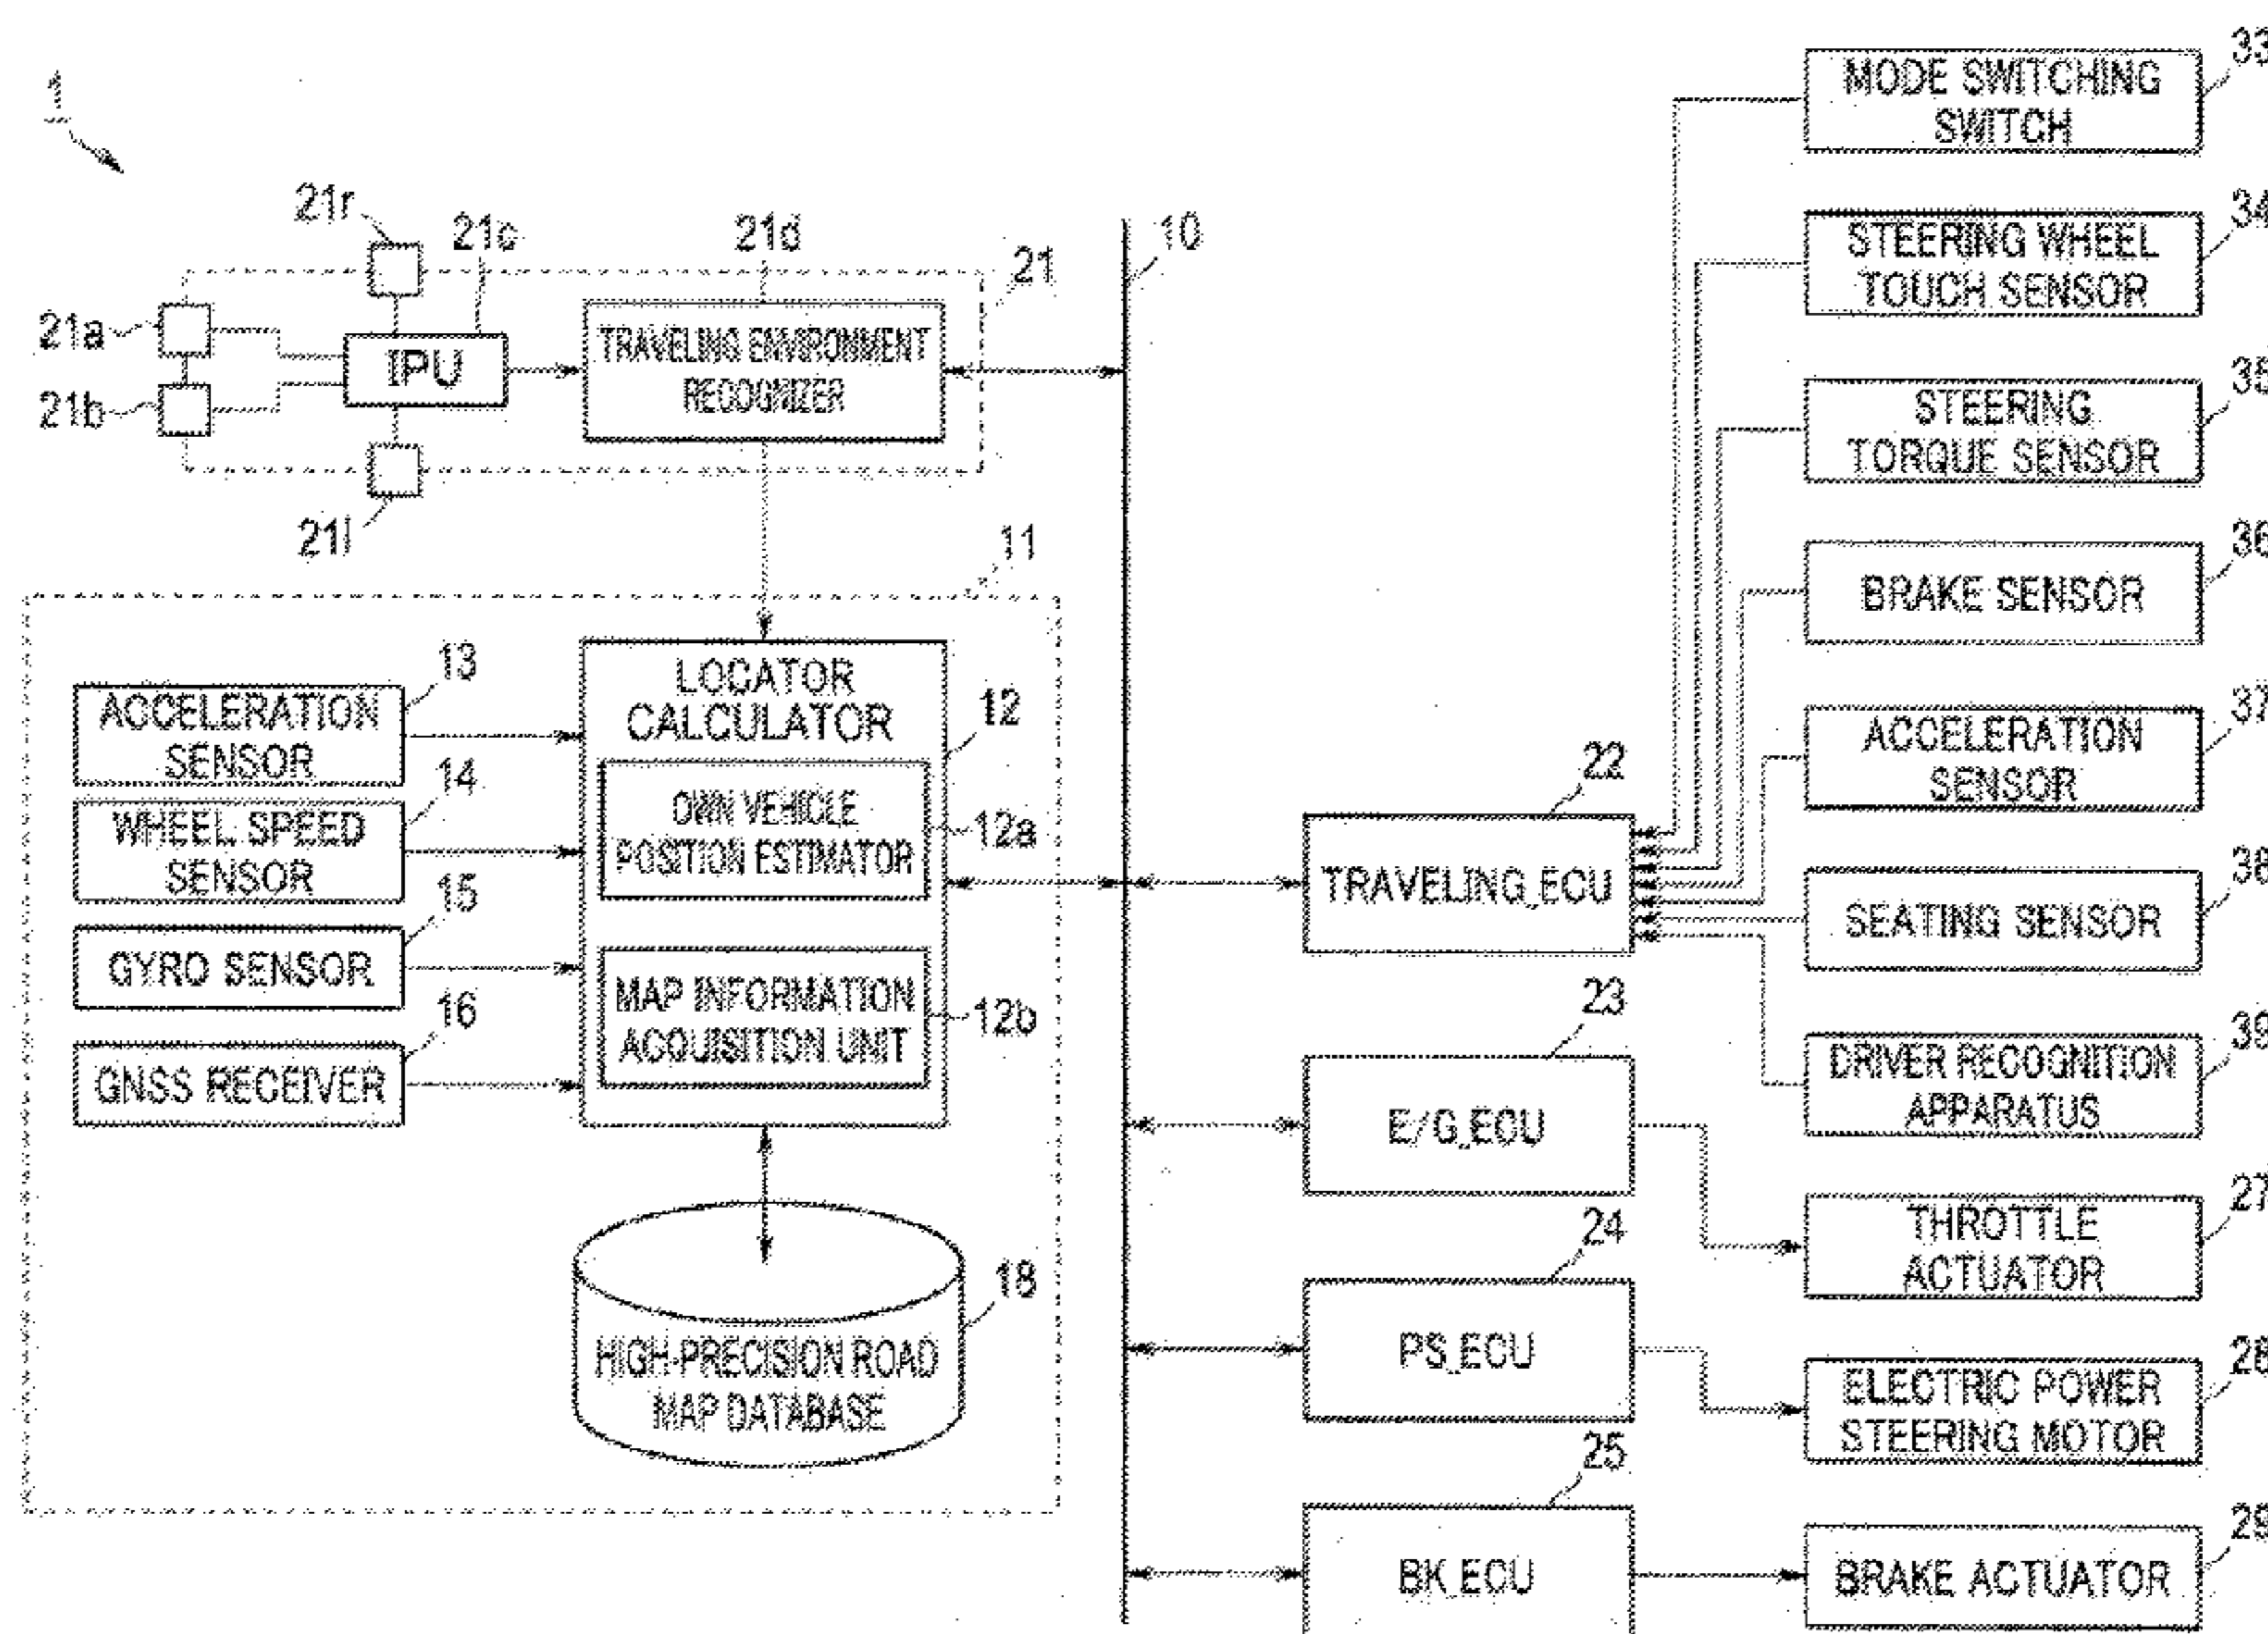 1
21r
21c
21d
21
10
21a
21b
IPU
TRAVELING ENVIRONMENT
RECOGNIZER
21l
11
13
ACCELERATION
SENSOR
14
WHEEL SPEED
SENSOR
15
GYRO SENSOR
16
GNSS RECEIVER
LOCATOR
CALCULATOR
12
OWN VEHICLE
POSITION ESTIMATOR
12a
MAP INFORMATION
ACQUISITION UNIT
12b
18
HIGH-PRECISION ROAD
MAP DATABASE
22
TRAVELING_ECU
23
E/G_ECU
24
PS_ECU
25
BK_ECU
33
MODE SWITCHING
SWITCH
34
STEERING WHEEL
TOUCH SENSOR
35
STEERING
TORQUE SENSOR
36
BRAKE SENSOR
37
ACCELERATION
SENSOR
38
SEATING SENSOR
39
DRIVER RECOGNITION
APPARATUS
27
THROTTLE
ACTUATOR
28
ELECTRIC POWER
STEERING MOTOR
29
BRAKE ACTUATOR